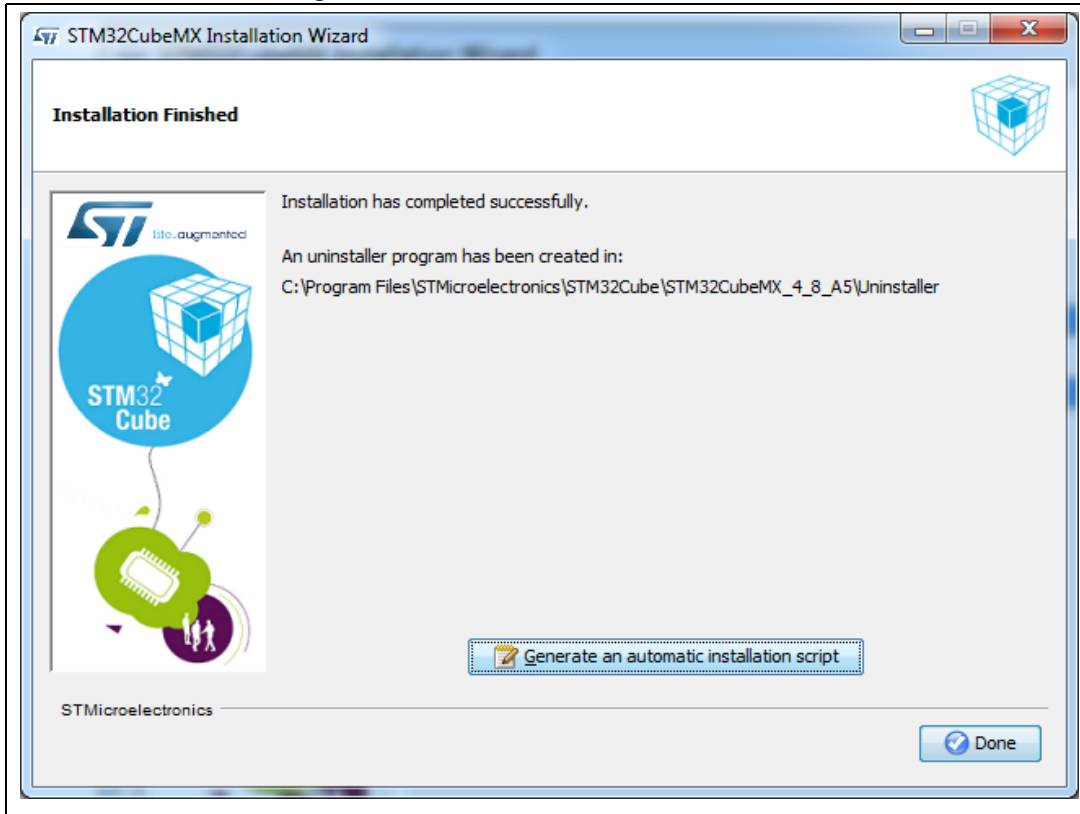 STM32CubeMX Installation Wizard
Installation Finished
life.augmented
Installation has completed successfully.
An uninstaller program has been created in:
C:\Program Files\STMicroelectronics\STM32Cube\STM32CubeMX_4_8_A5\Uninstaller
STM32
Cube
Generate an automatic installation script
STMicroelectronics
Done